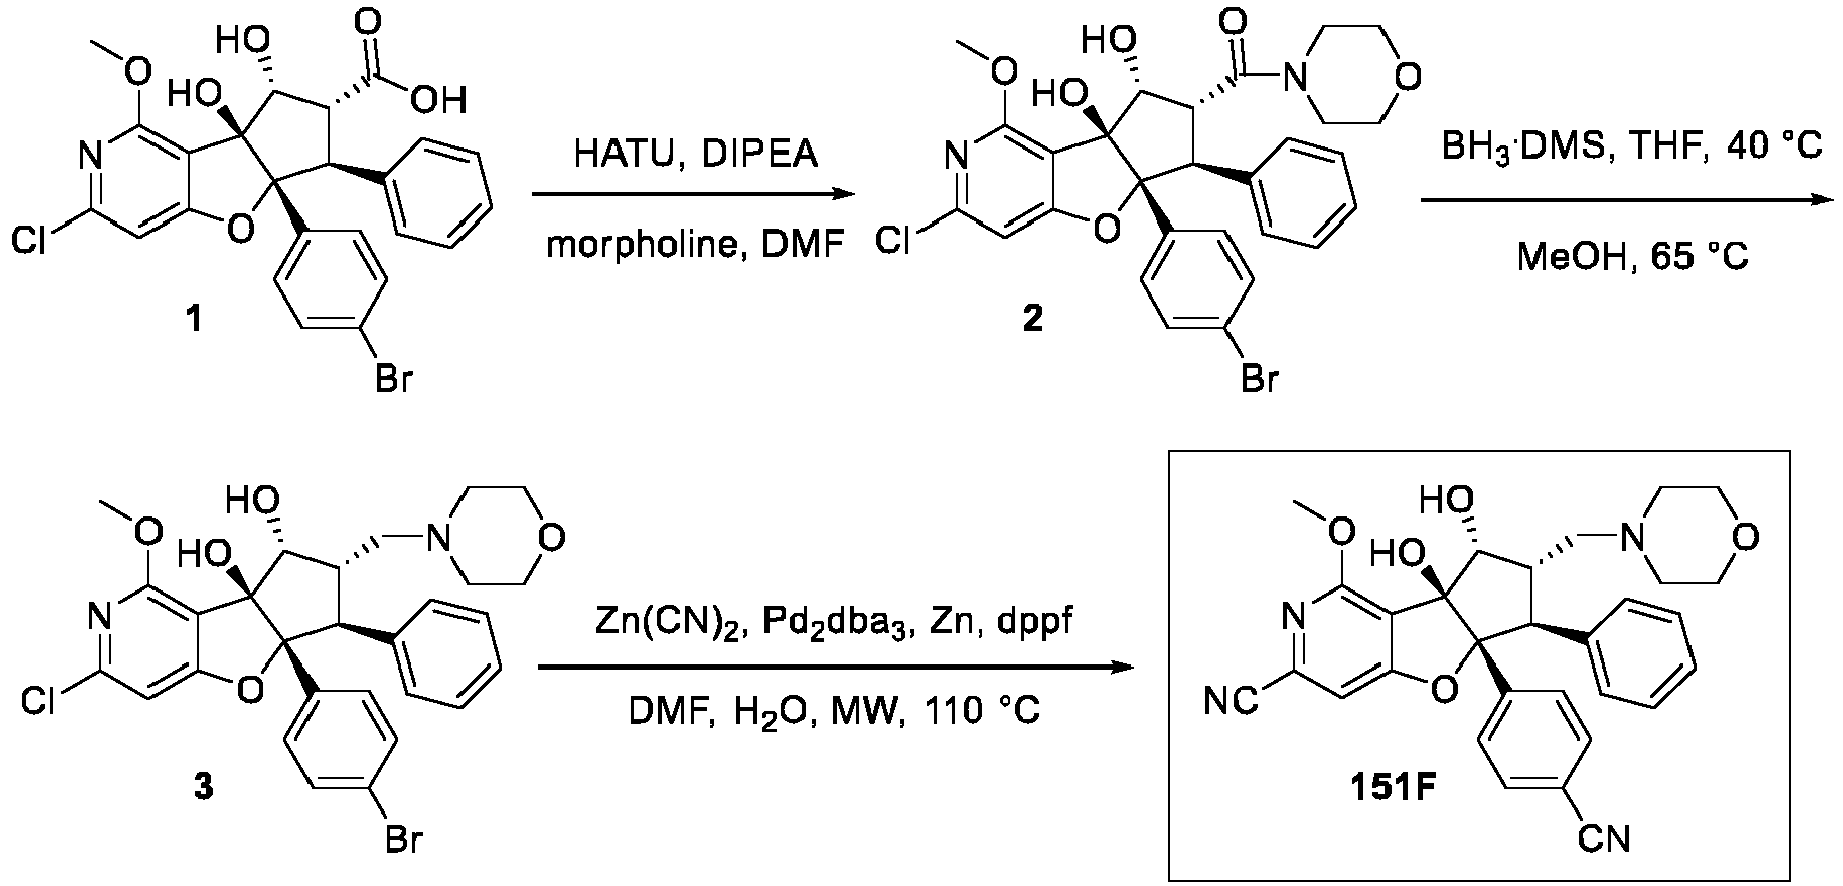 HO
O
O
HO
OH
N
O
Cl
1
Br
HATU, DIPEA
morpholine, DMF
HO
O
O
HO
N
O
N
O
Cl
2
Br
BH3·DMS, THF, 40 °C
MeOH, 65 °C
HO
O
HO
N
O
N
O
Cl
3
Br
Zn(CN)2, Pd2dba3, Zn, dppf
DMF, H2O, MW, 110 °C
HO
O
HO
N
O
N
O
NC
151F
CN